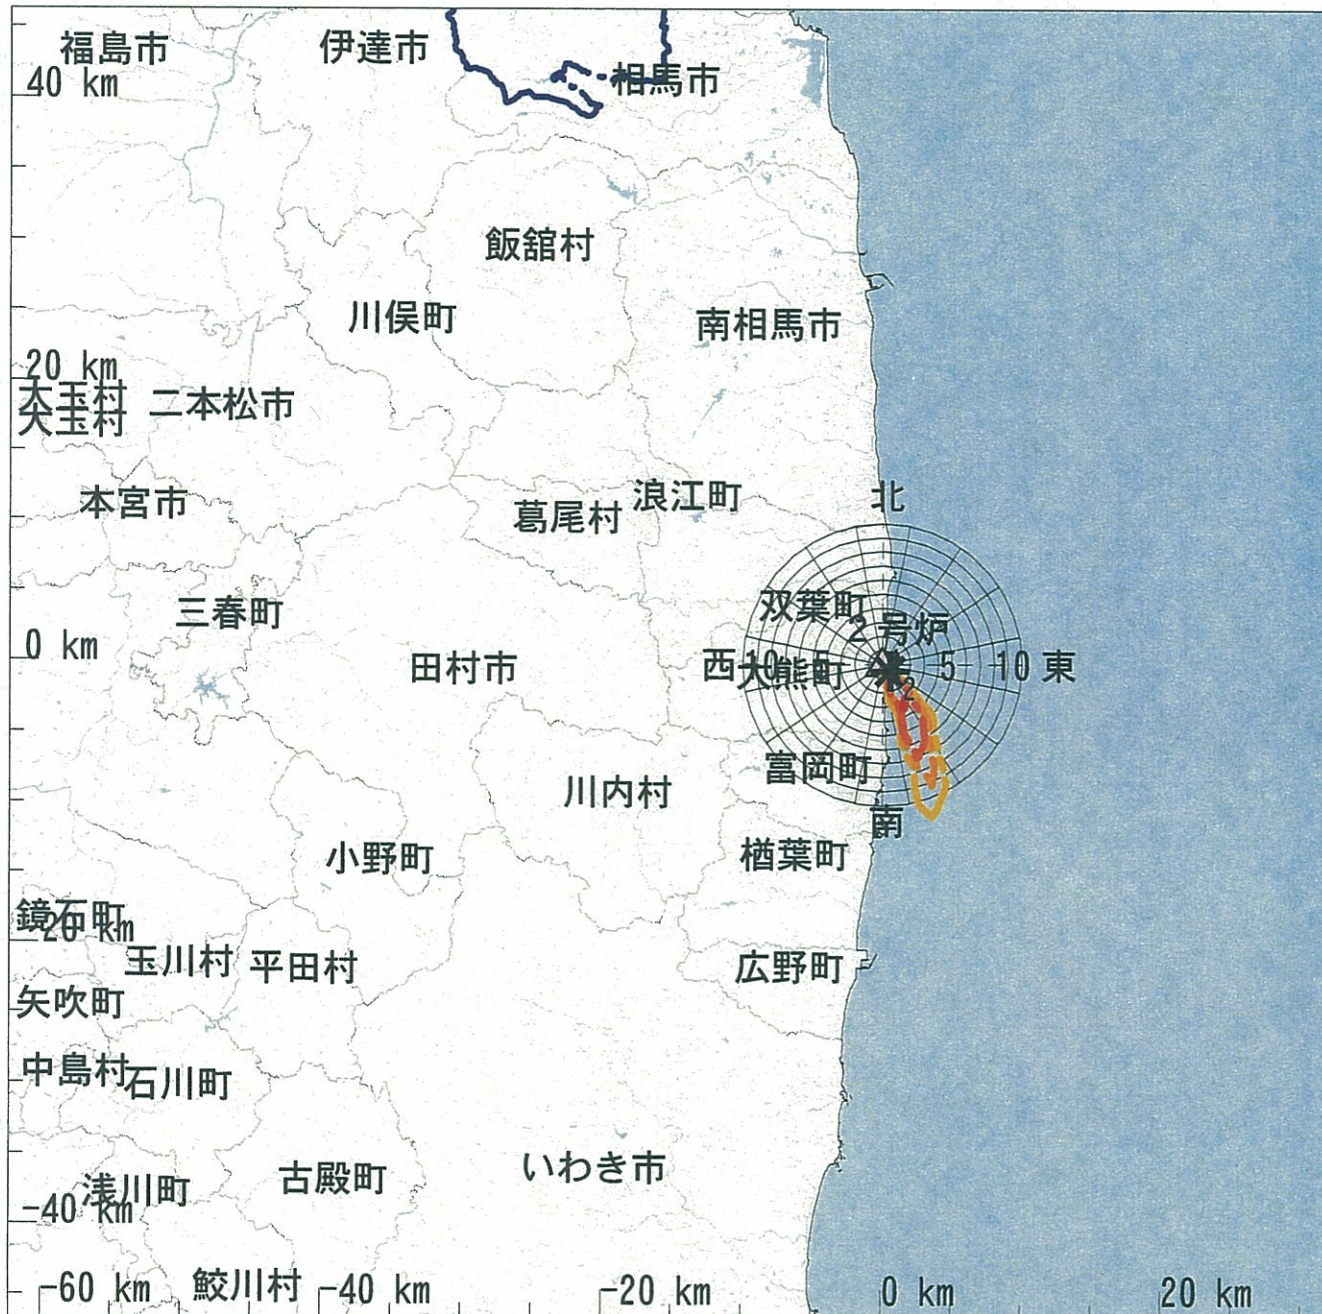 福島市 伊達市
相馬市
40 km
飯舘村
川俣町 南相馬市
20 km
大玉村 二本松市
大玉村
本宮市 葛尾村 浪江町 北
双葉町
三春町 2号炉
0 km 田村市 西 10 5 大熊町 5 10 東
2
富岡町
川内村
南
小野町 楢葉町
鏡石町
-20 km
玉川村 平田村 広野町
矢吹町
中島村 石川町
いわき市
浅川町 古殿町
-40 km
-60 km 鮫川村 -40 km -20 km 0 km 20 km